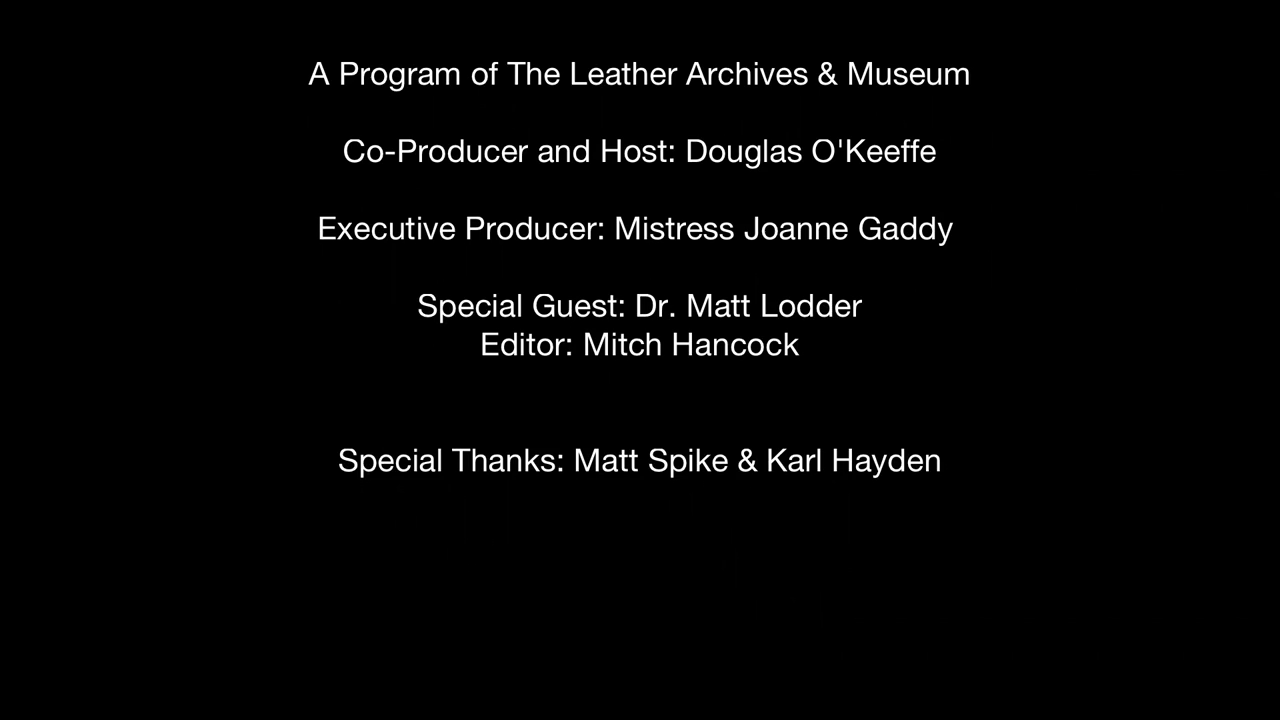 A Program of The Leather Archives & Museum
Co-Producer and Host: Douglas O'Keeffe
Executive Producer: Mistress Joanne Gaddy
Special Guest: Dr. Matt Lodder
Editor: Mitch Hancock
Special Thanks: Matt Spike & Karl Hayden